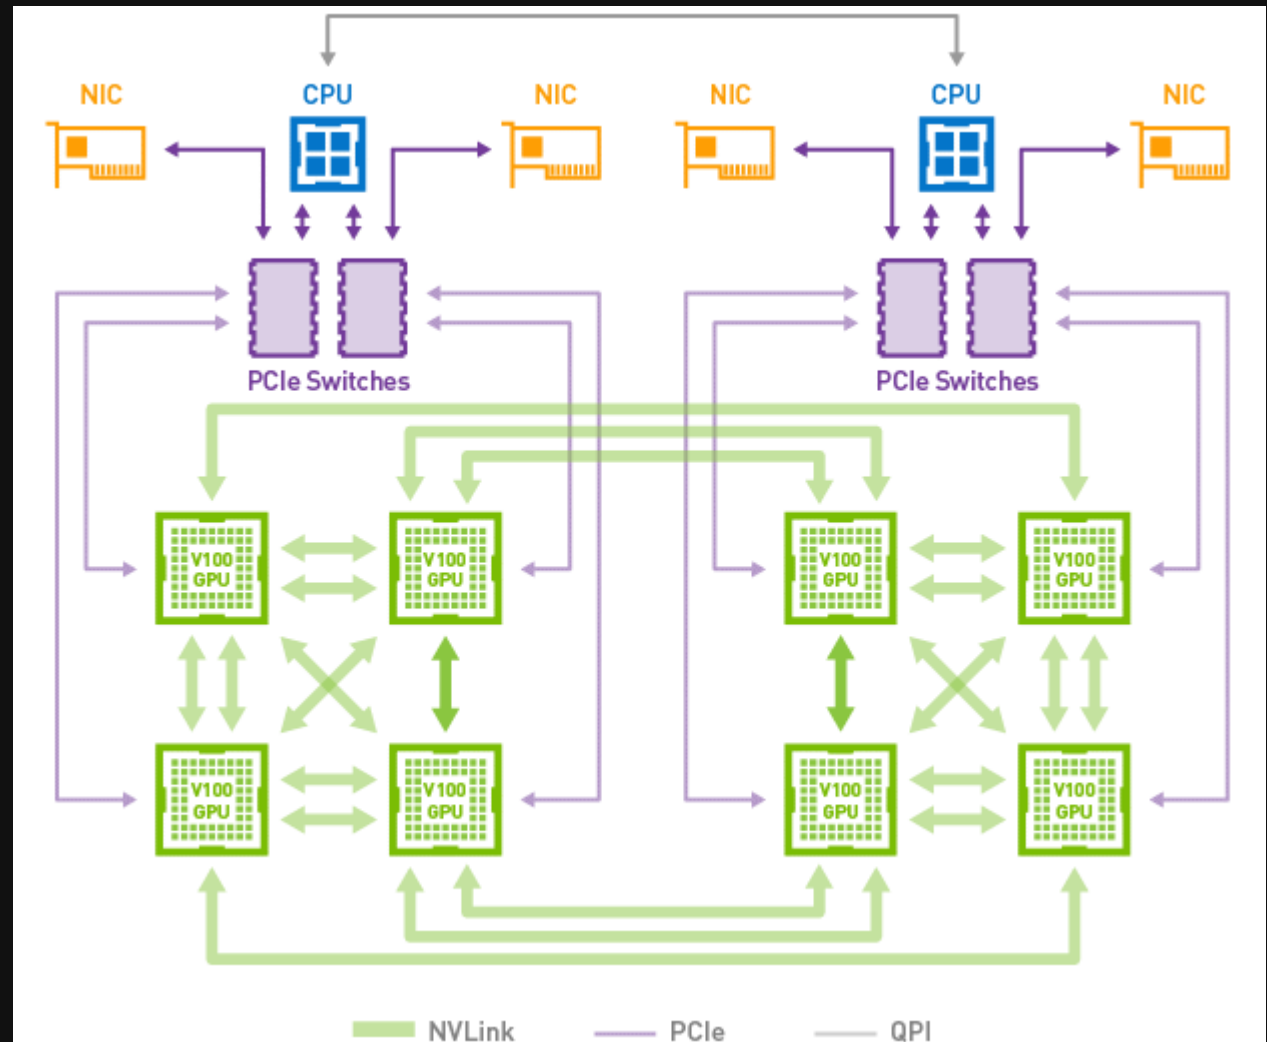 NIC
CPU
NIC
NIC
CPU
NIC
PCIe Switches
PCIe Switches
V100
GPU
V100
GPU
V100
GPU
V100
GPU
V100
GPU
V100
GPU
V100
GPU
V100
GPU
NVLink
PCIe
QPI